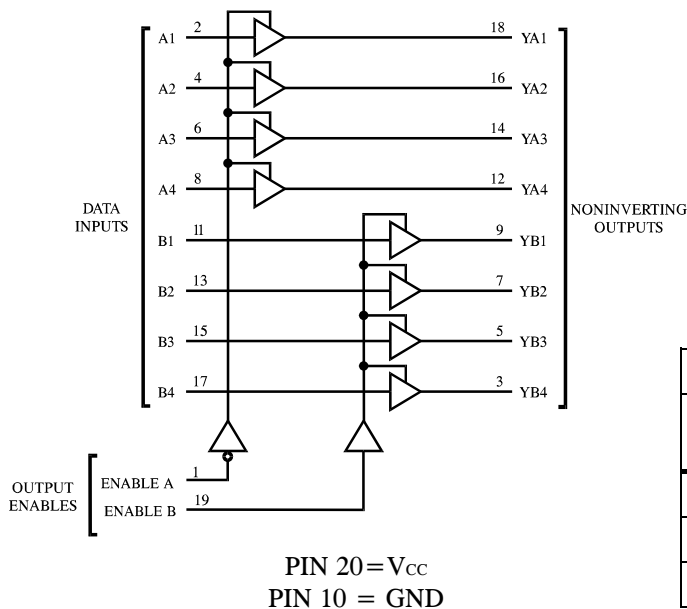 A1 2 18 YA1
A2 4 16 YA2
A3 6 14 YA3
A4 8 12 YA4
DATA
INPUTS
NONINVERTING
OUTPUTS
B1 11 9 YB1
B2 13 7 YB2
B3 15 5 YB3
B4 17 3 YB4
OUTPUT
ENABLES
ENABLE A 1
ENABLE B 19
PIN 20=VCC
PIN 10 = GND